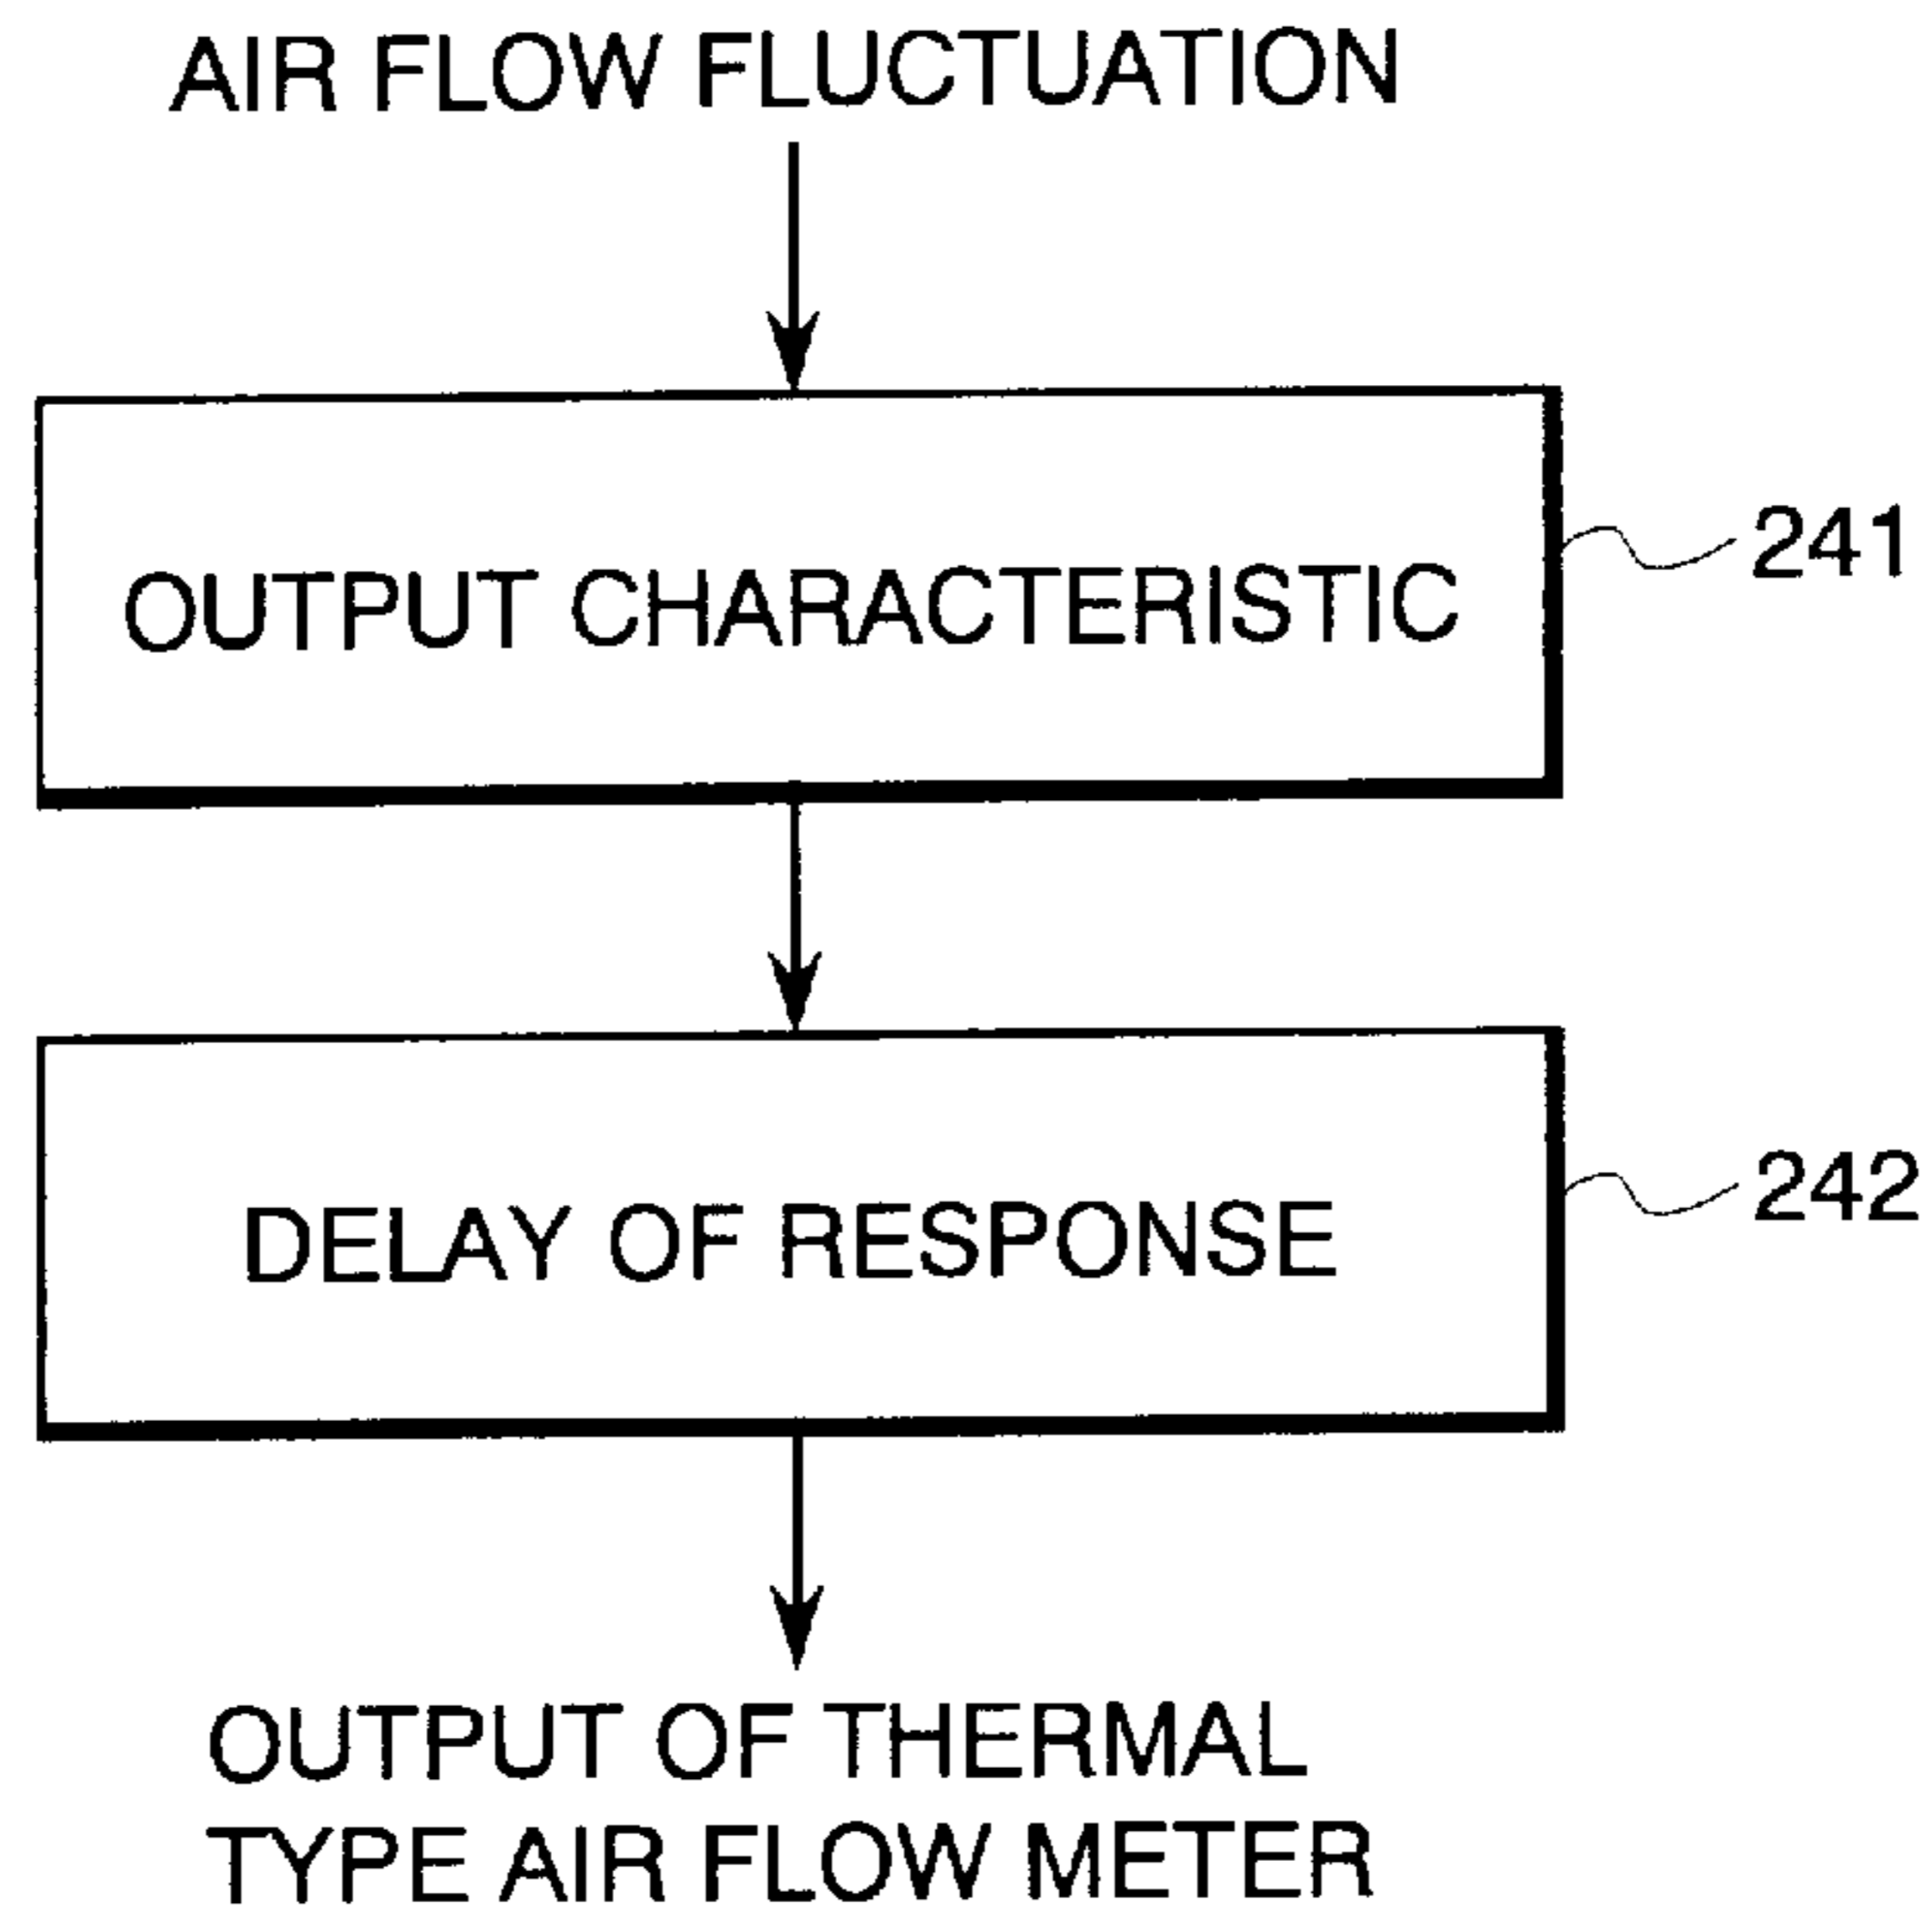 AIR FLOW FLUCTUATION
OUTPUT CHARACTERISTIC
241
DELAY OF RESPONSE
242
OUTPUT OF THERMAL
TYPE AIR FLOW METER